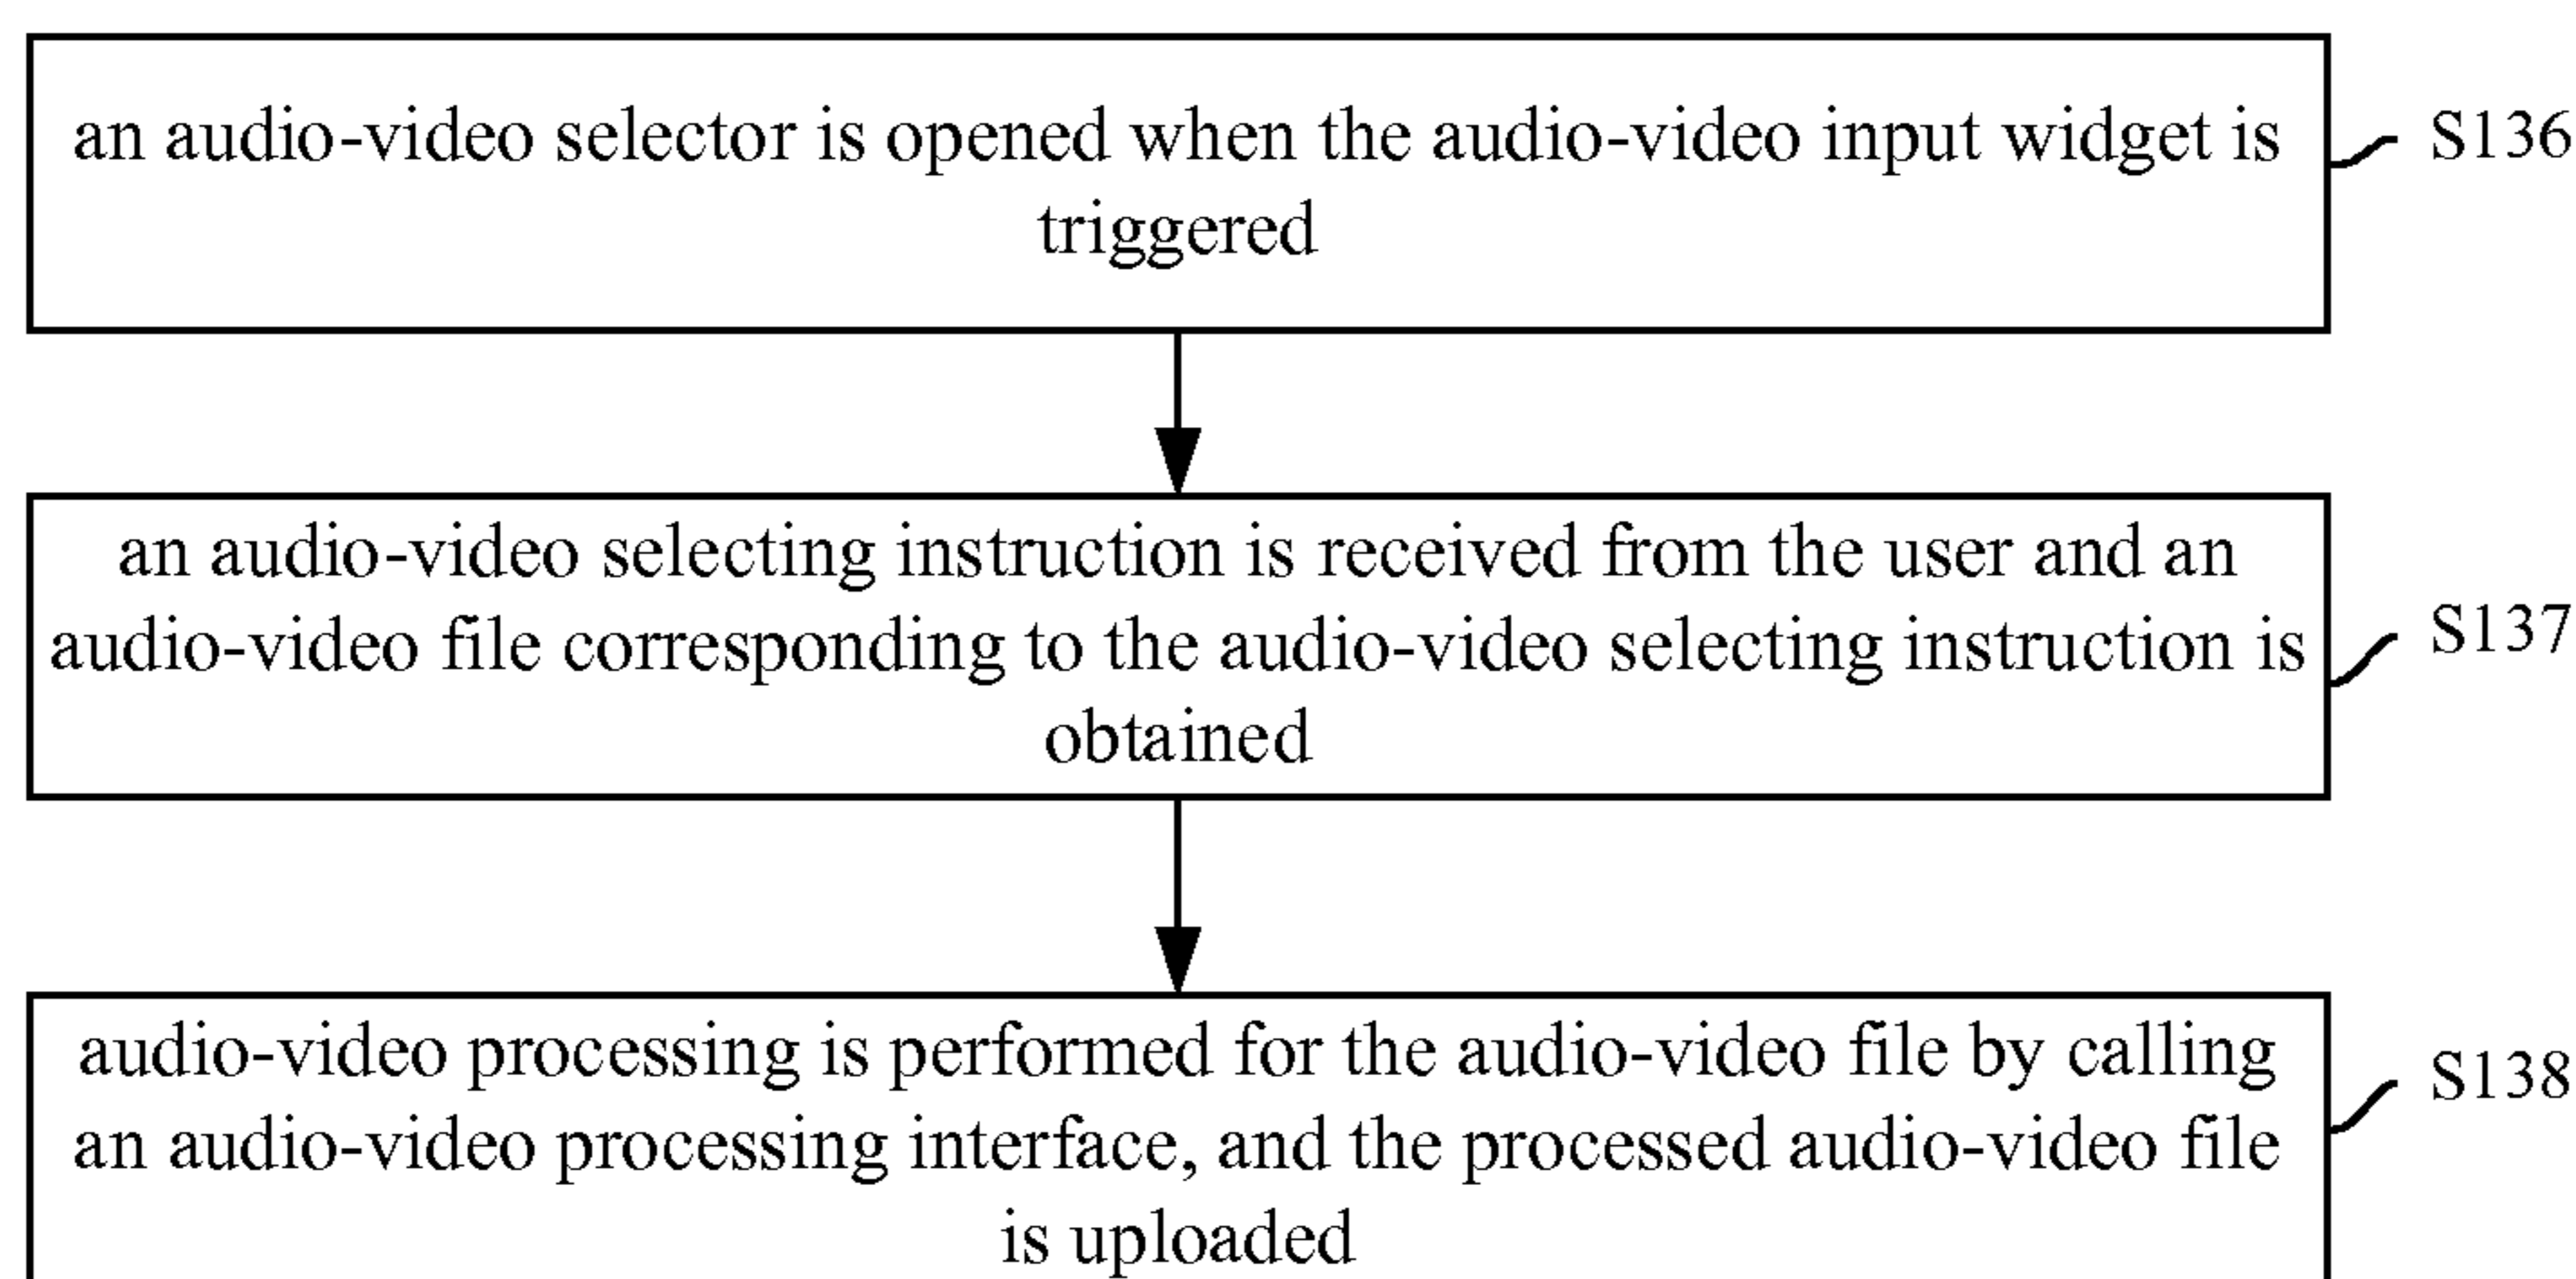 an audio-video selector is opened when the audio-video input widget is
triggered
S136
an audio-video selecting instruction is received from the user and an
audio-video file corresponding to the audio-video selecting instruction is
obtained
S137
audio-video processing is performed for the audio-video file by calling
an audio-video processing interface, and the processed audio-video file
is uploaded
S138